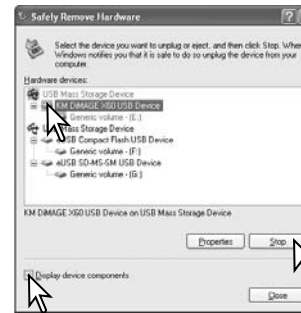 Safely Remove Hardware
Select the device you want to unplug or eject, and then click Stop. When
Windows notifies you that it is safe to do so unplug the device from your
computer.
Hardware devices:
USB Mass Storage Device
KM DiMAGE X60 USB Device
Generic volume - (E:)
USB Mass Storage Device
eUSB Compact Flash USB Device
Generic volume - (F:)
eUSB SD-MS-SM USB Device
Generic volume - (G:)
KM DiMAGE X60 USB Device on USB Mass Storage Device
Properties
Stop
Display device components
Close